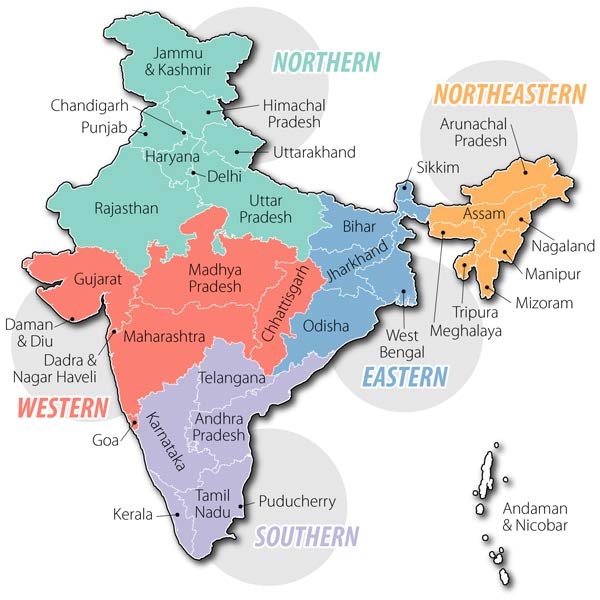 Jammu
& Kashmir
NORTHERN
NORTHEASTERN
Chandigarh
Himachal
Pradesh
Punjab
Arunachal
Pradesh
Haryana
Uttarakhand
Sikkim
Delhi
Rajasthan
Uttar
Pradesh
Bihar
Assam
Nagaland
Jharkhand
Manipur
Gujarat
Madhya
Pradesh
Chhattisgarh
Mizoram
Tripura
Meghalaya
Daman
& Diu
Maharashtra
Odisha
West
Bengal
Dadra &
Nagar Haveli
EASTERN
Telangana
WESTERN
Goa
Karnataka
Andhra
Pradesh
Kerala
Tamil
Nadu
Puducherry
Andaman
& Nicobar
SOUTHERN